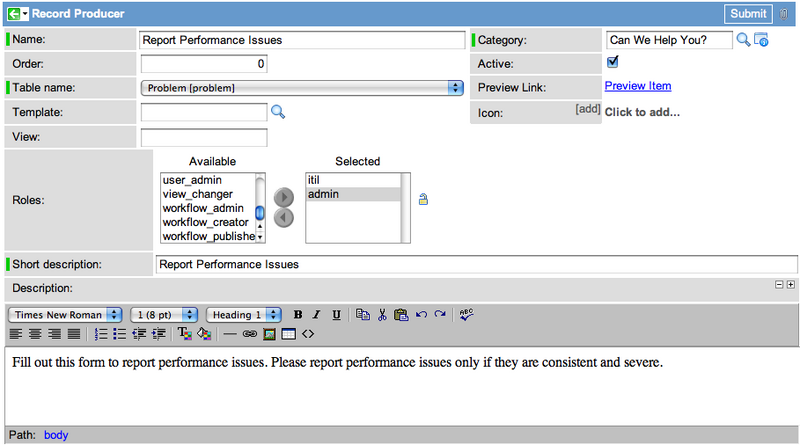 Record Producer Submit
Name: Report Performance Issues Category: Can We Help You?
Order: 0 Active:
Table name: Problem [problem] Preview Link: Preview Item
Template: Icon: [add] Click to add...
View:
Available Selected
Roles:
user_admin itil
view_changer admin
workflow_admin
workflow_creator
workflow_publishe
Short description: Report Performance Issues
Description:
Times New Roman 1 (8 pt) Heading 1 B I U ABC
Fill out this form to report performance issues. Please report performance issues only if they are consistent and severe.
Path: body